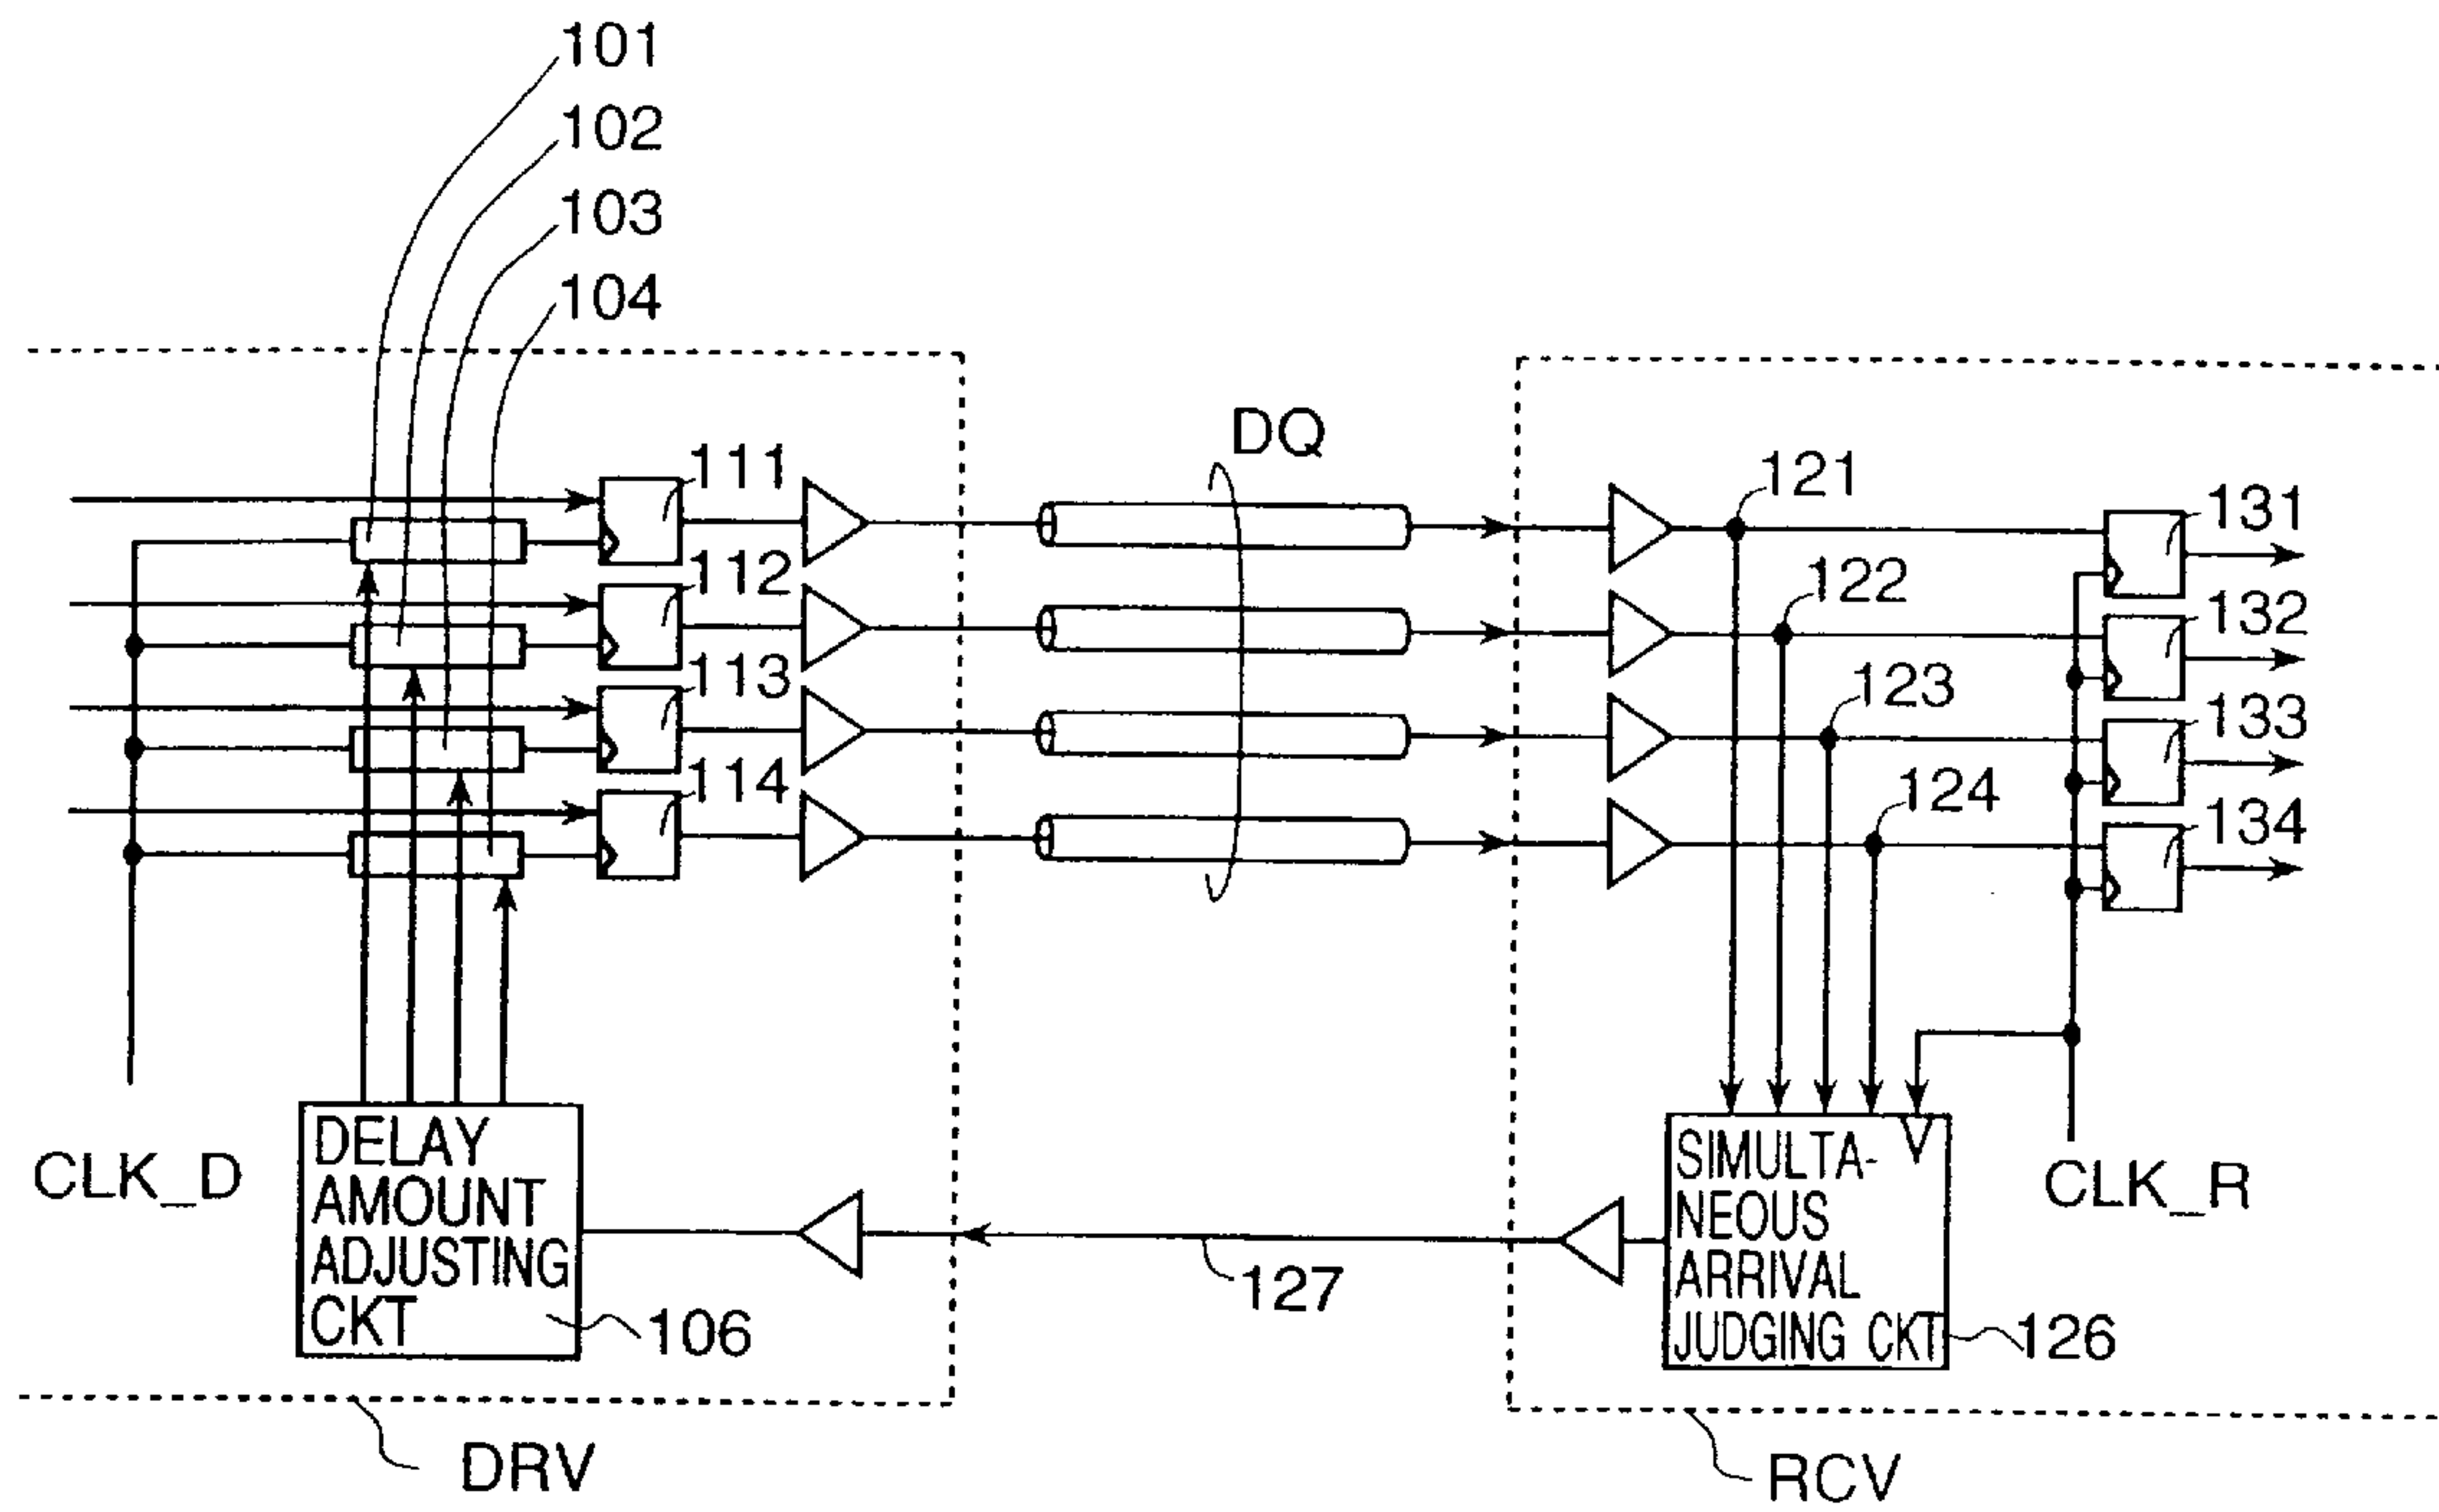 101
102
103
104
DQ
111
112
113
114
121
122
123
124
131
132
133
134
CLK_D
DELAY
AMOUNT
ADJUSTING
CKT
106
127
SIMULTA-
NEOUS
ARRIVAL
JUDGING CKT
126
CLK_R
DRV
RCV